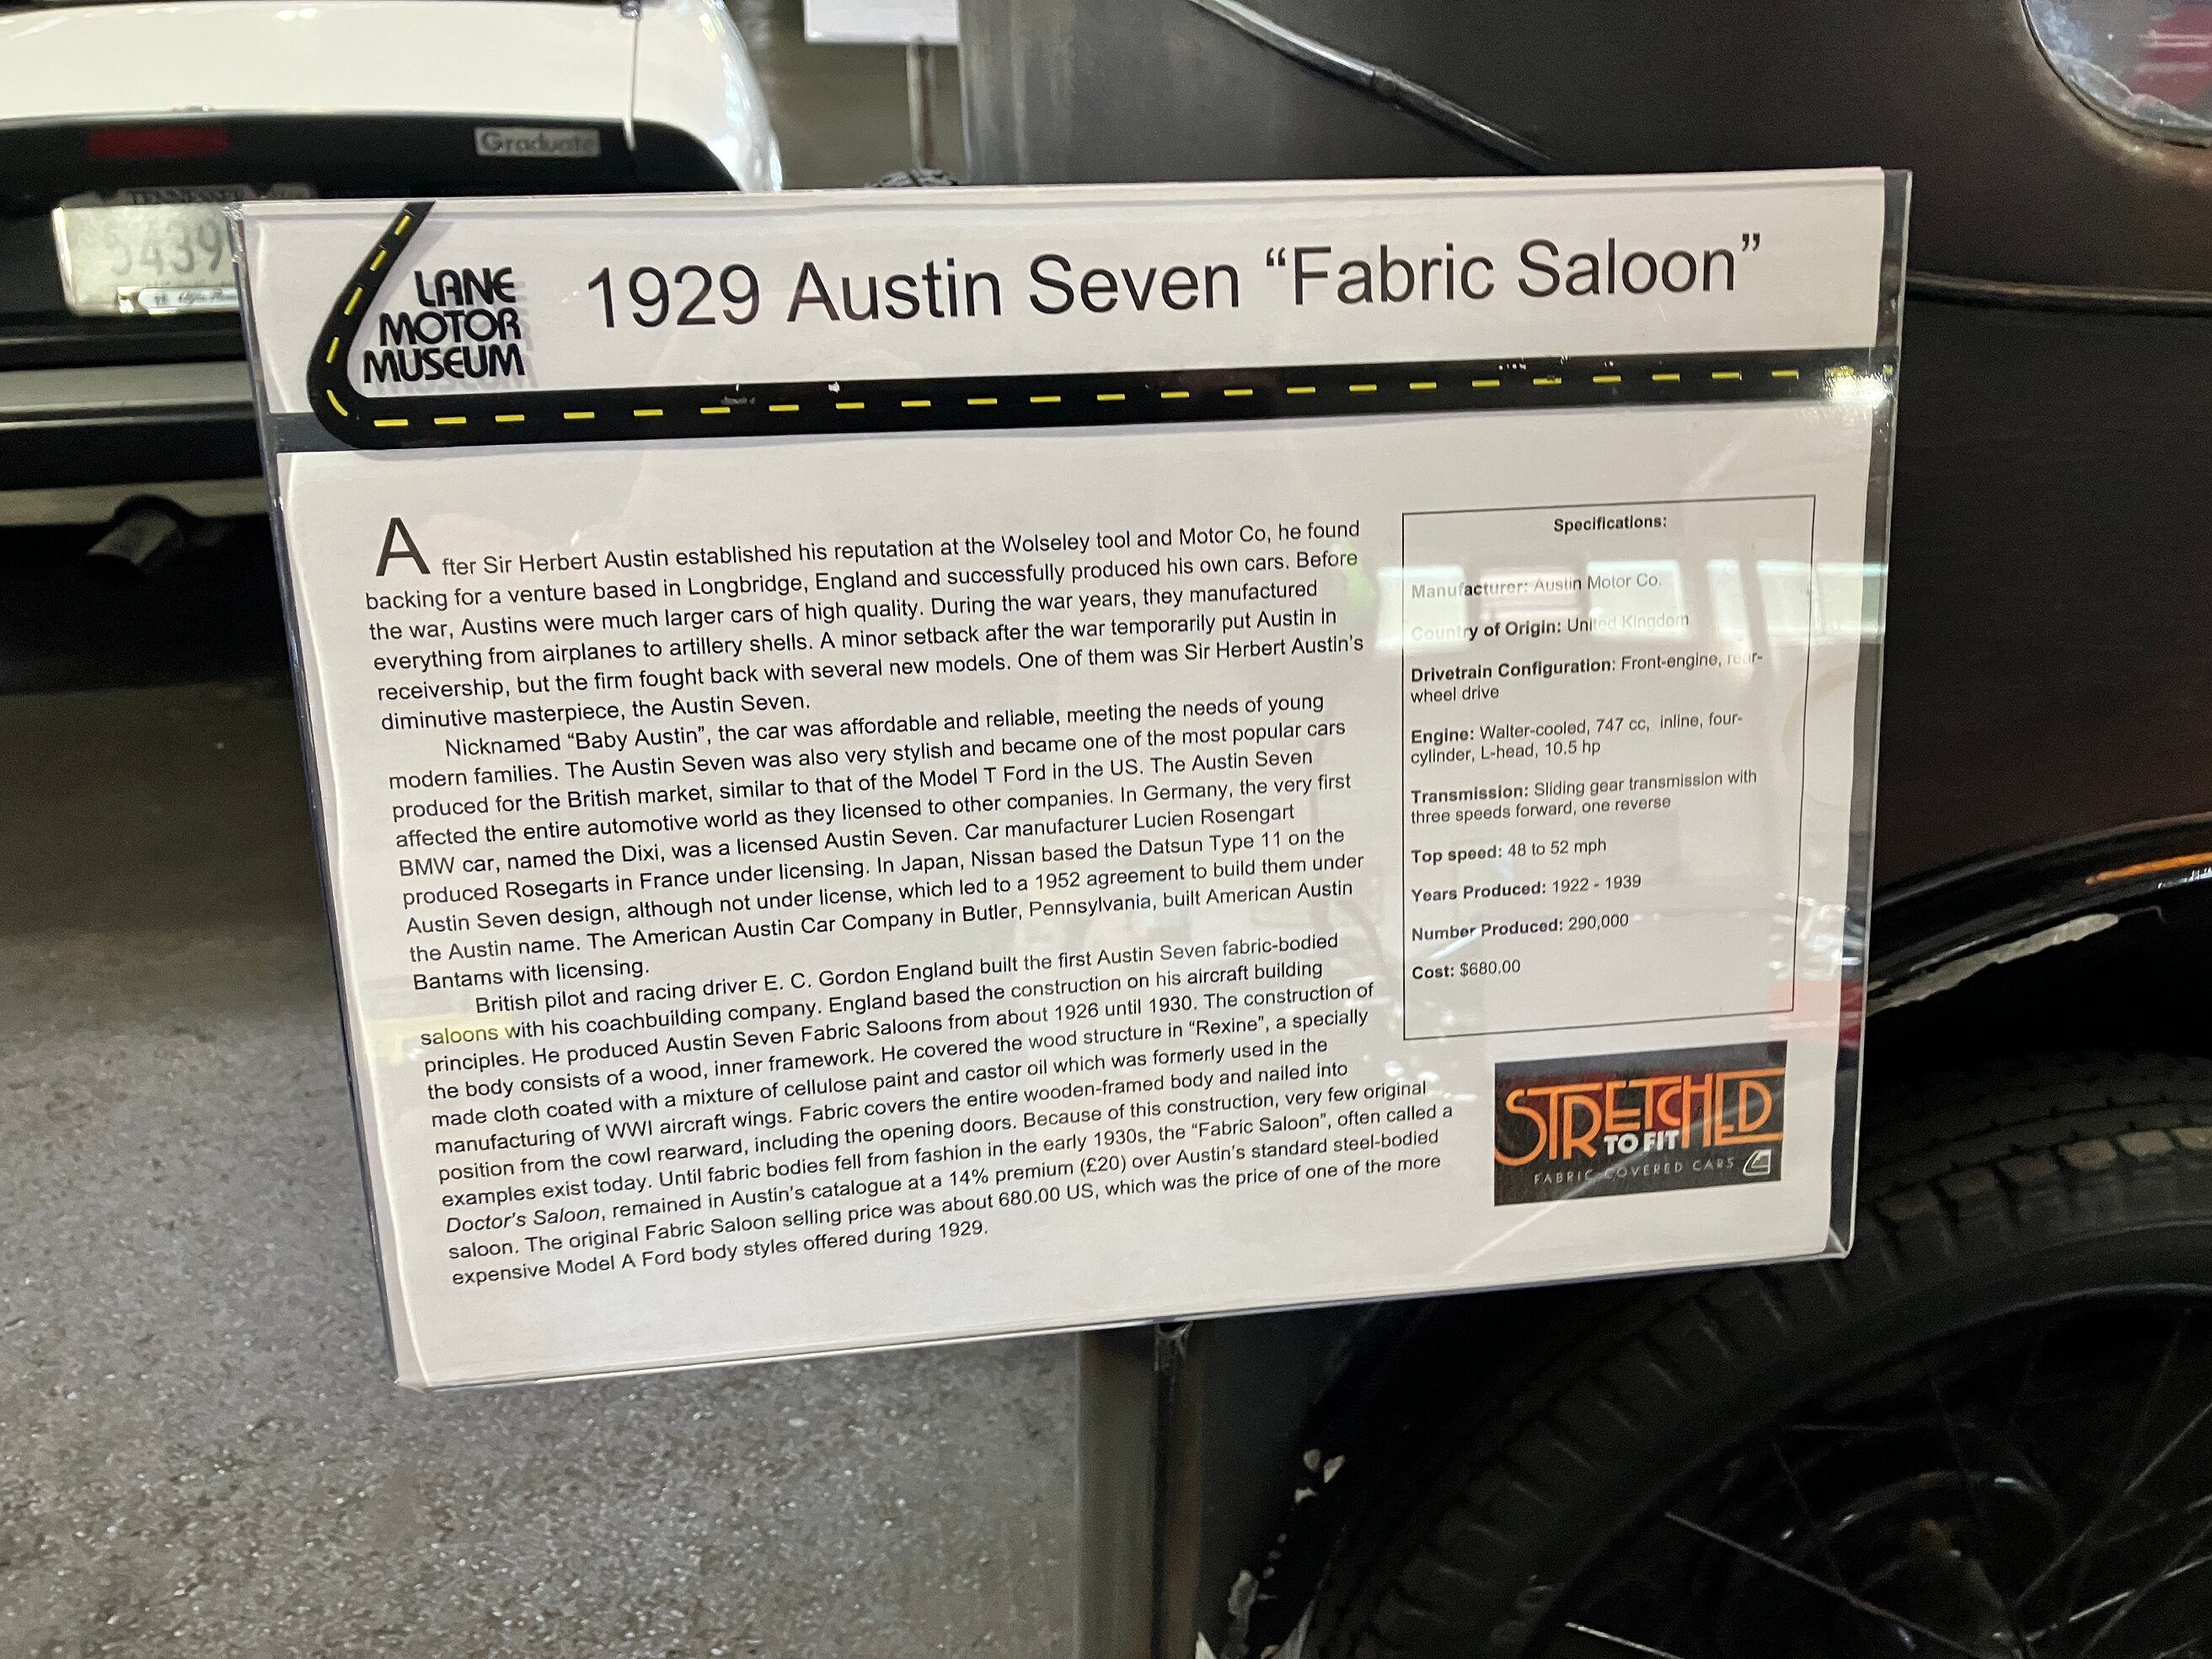 Graduate
5439
LANE
MOTOR
MUSEUM
1929 Austin Seven “Fabric Saloon”
After Sir Herbert Austin established his reputation at the Wolseley tool and Motor Co, he found
backing for a venture based in Longbridge, England and successfully produced his own cars. Before
the war, Austins were much larger cars of high quality. During the war years, they manufactured
everything from airplanes to artillery shells. A minor setback after the war temporarily put Austin in
receivership, but the firm fought back with several new models. One of them was Sir Herbert Austin’s
diminutive masterpiece, the Austin Seven.
Nicknamed “Baby Austin”, the car was affordable and reliable, meeting the needs of young
modern families. The Austin Seven was also very stylish and became one of the most popular cars
produced for the British market, similar to that of the Model T Ford in the US. The Austin Seven
affected the entire automotive world as they licensed to other companies. In Germany, the very first
BMW car, named the Dixi, was a licensed Austin Seven. Car manufacturer Lucien Rosengart
produced Rosegarts in France under licensing. In Japan, Nissan based the Datsun Type 11 on the
Austin Seven design, although not under license, which led to a 1952 agreement to build them under
the Austin name. The American Austin Car Company in Butler, Pennsylvania, built American Austin
Bantams with licensing.
British pilot and racing driver E. C. Gordon England built the first Austin Seven fabric-bodied
saloons with his coachbuilding company. England based the construction on his aircraft building
principles. He produced Austin Seven Fabric Saloons from about 1926 until 1930. The construction of
the body consists of a wood, inner framework. He covered the wood structure in “Rexine”, a specially
made cloth coated with a mixture of cellulose paint and castor oil which was formerly used in the
manufacturing of WWI aircraft wings. Fabric covers the entire wooden-framed body and nailed into
position from the cowl rearward, including the opening doors. Because of this construction, very few original
examples exist today. Until fabric bodies fell from fashion in the early 1930s, the “Fabric Saloon”, often called a
Doctor’s Saloon, remained in Austin’s catalogue at a 14% premium (£20) over Austin’s standard steel-bodied
saloon. The original Fabric Saloon selling price was about 680.00 US, which was the price of one of the more
expensive Model A Ford body styles offered during 1929.
Specifications:
Manufacturer: Austin Motor Co.
Country of Origin: United Kingdom
Drivetrain Configuration: Front-engine, rear-
wheel drive
Engine: Walter-cooled, 747 cc, inline, four-
cylinder, L-head, 10.5 hp
Transmission: Sliding gear transmission with
three speeds forward, one reverse
Top speed: 48 to 52 mph
Years Produced: 1922 - 1939
Number Produced: 290,000
Cost: $680.00
STRETCHED
TO FIT
FABRIC COVERED CARS